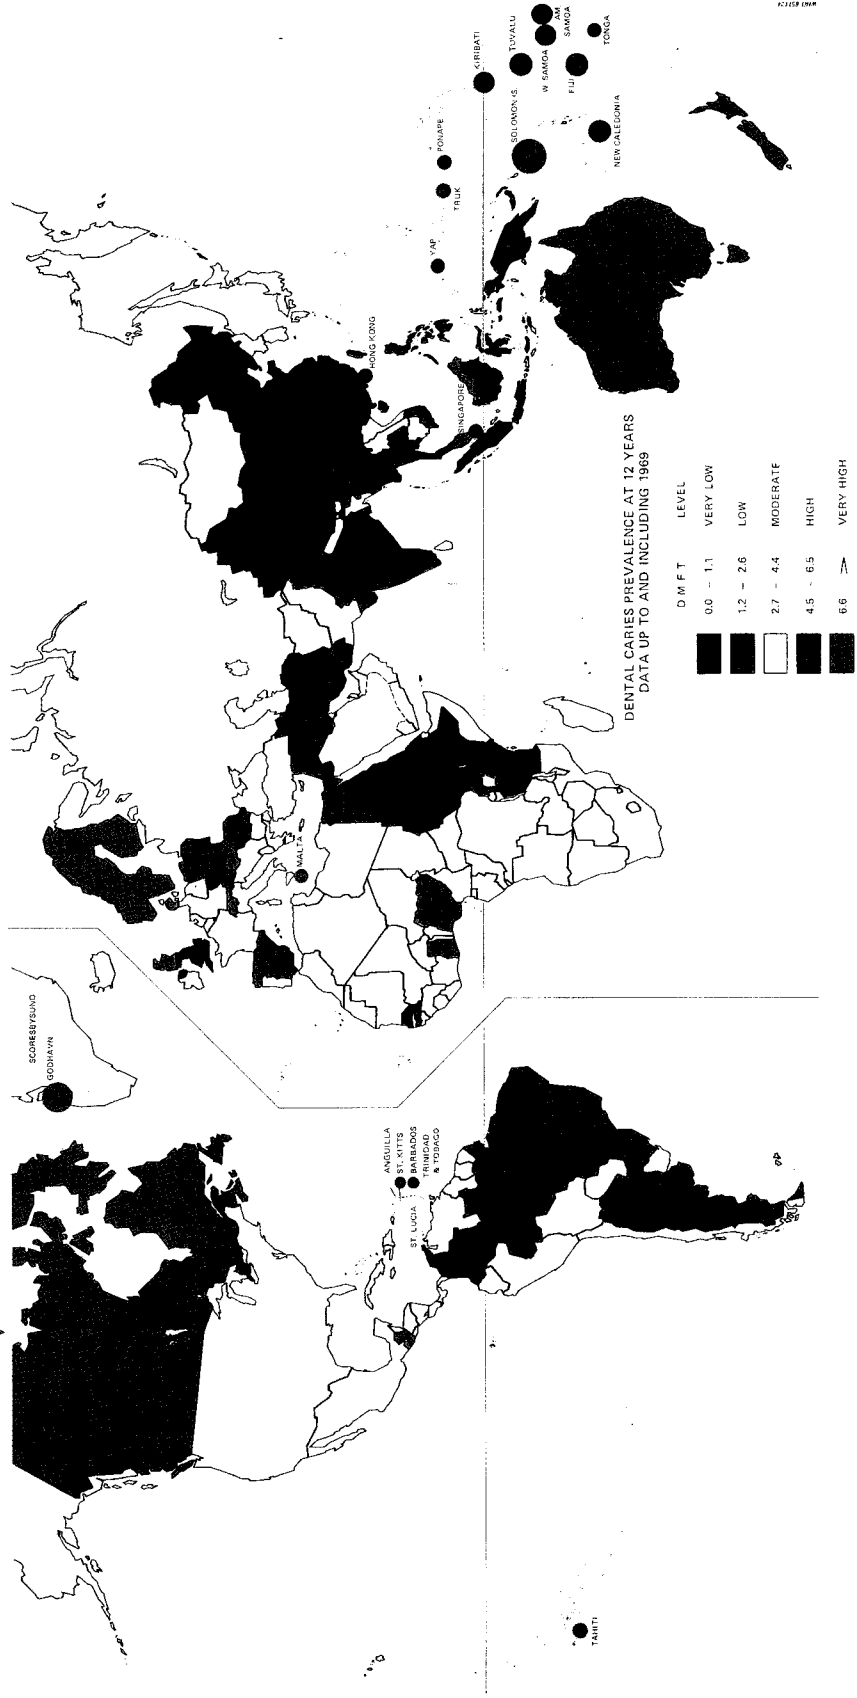 SCORESBYSUND
GODHAVN
ANGUILLA
ST. KITTS
BARBADOS
TRINIDAD
& TOBAGO
ST. LUCIA
TAHITI
MALTA
HONG KONG
SINGAPORE
YAP
TRUK
PONAPE
KIRIBATI
SOLOMON IS.
TUVALU
W. SAMOA
AM.
SAMOA
FIJI
TONGA
NEW CALEDONIA
DENTAL CARIES PREVALENCE AT 12 YEARS
DATA UP TO AND INCLUDING 1969
D M F T LEVEL
0.0 - 1.1 VERY LOW
1.2 - 2.6 LOW
2.7 - 4.4 MODERATE
4.5 - 6.5 HIGH
6.6 > VERY HIGH